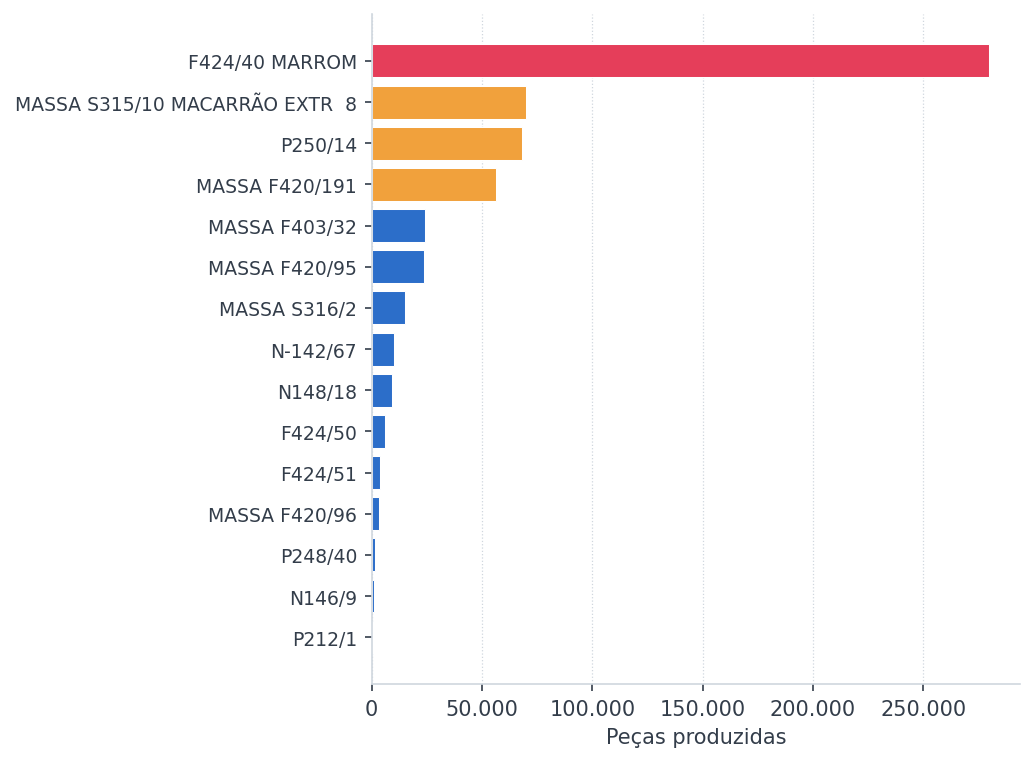 F424/40 MARROM
MASSA S315/10 MACARRÃO EXTR  8
P250/14
MASSA F420/191
MASSA F403/32
MASSA F420/95
MASSA S316/2
N-142/67
N148/18
F424/50
F424/51
MASSA F420/96
P248/40
N146/9
P212/1
0 50.000 100.000 150.000 200.000 250.000
Peças produzidas